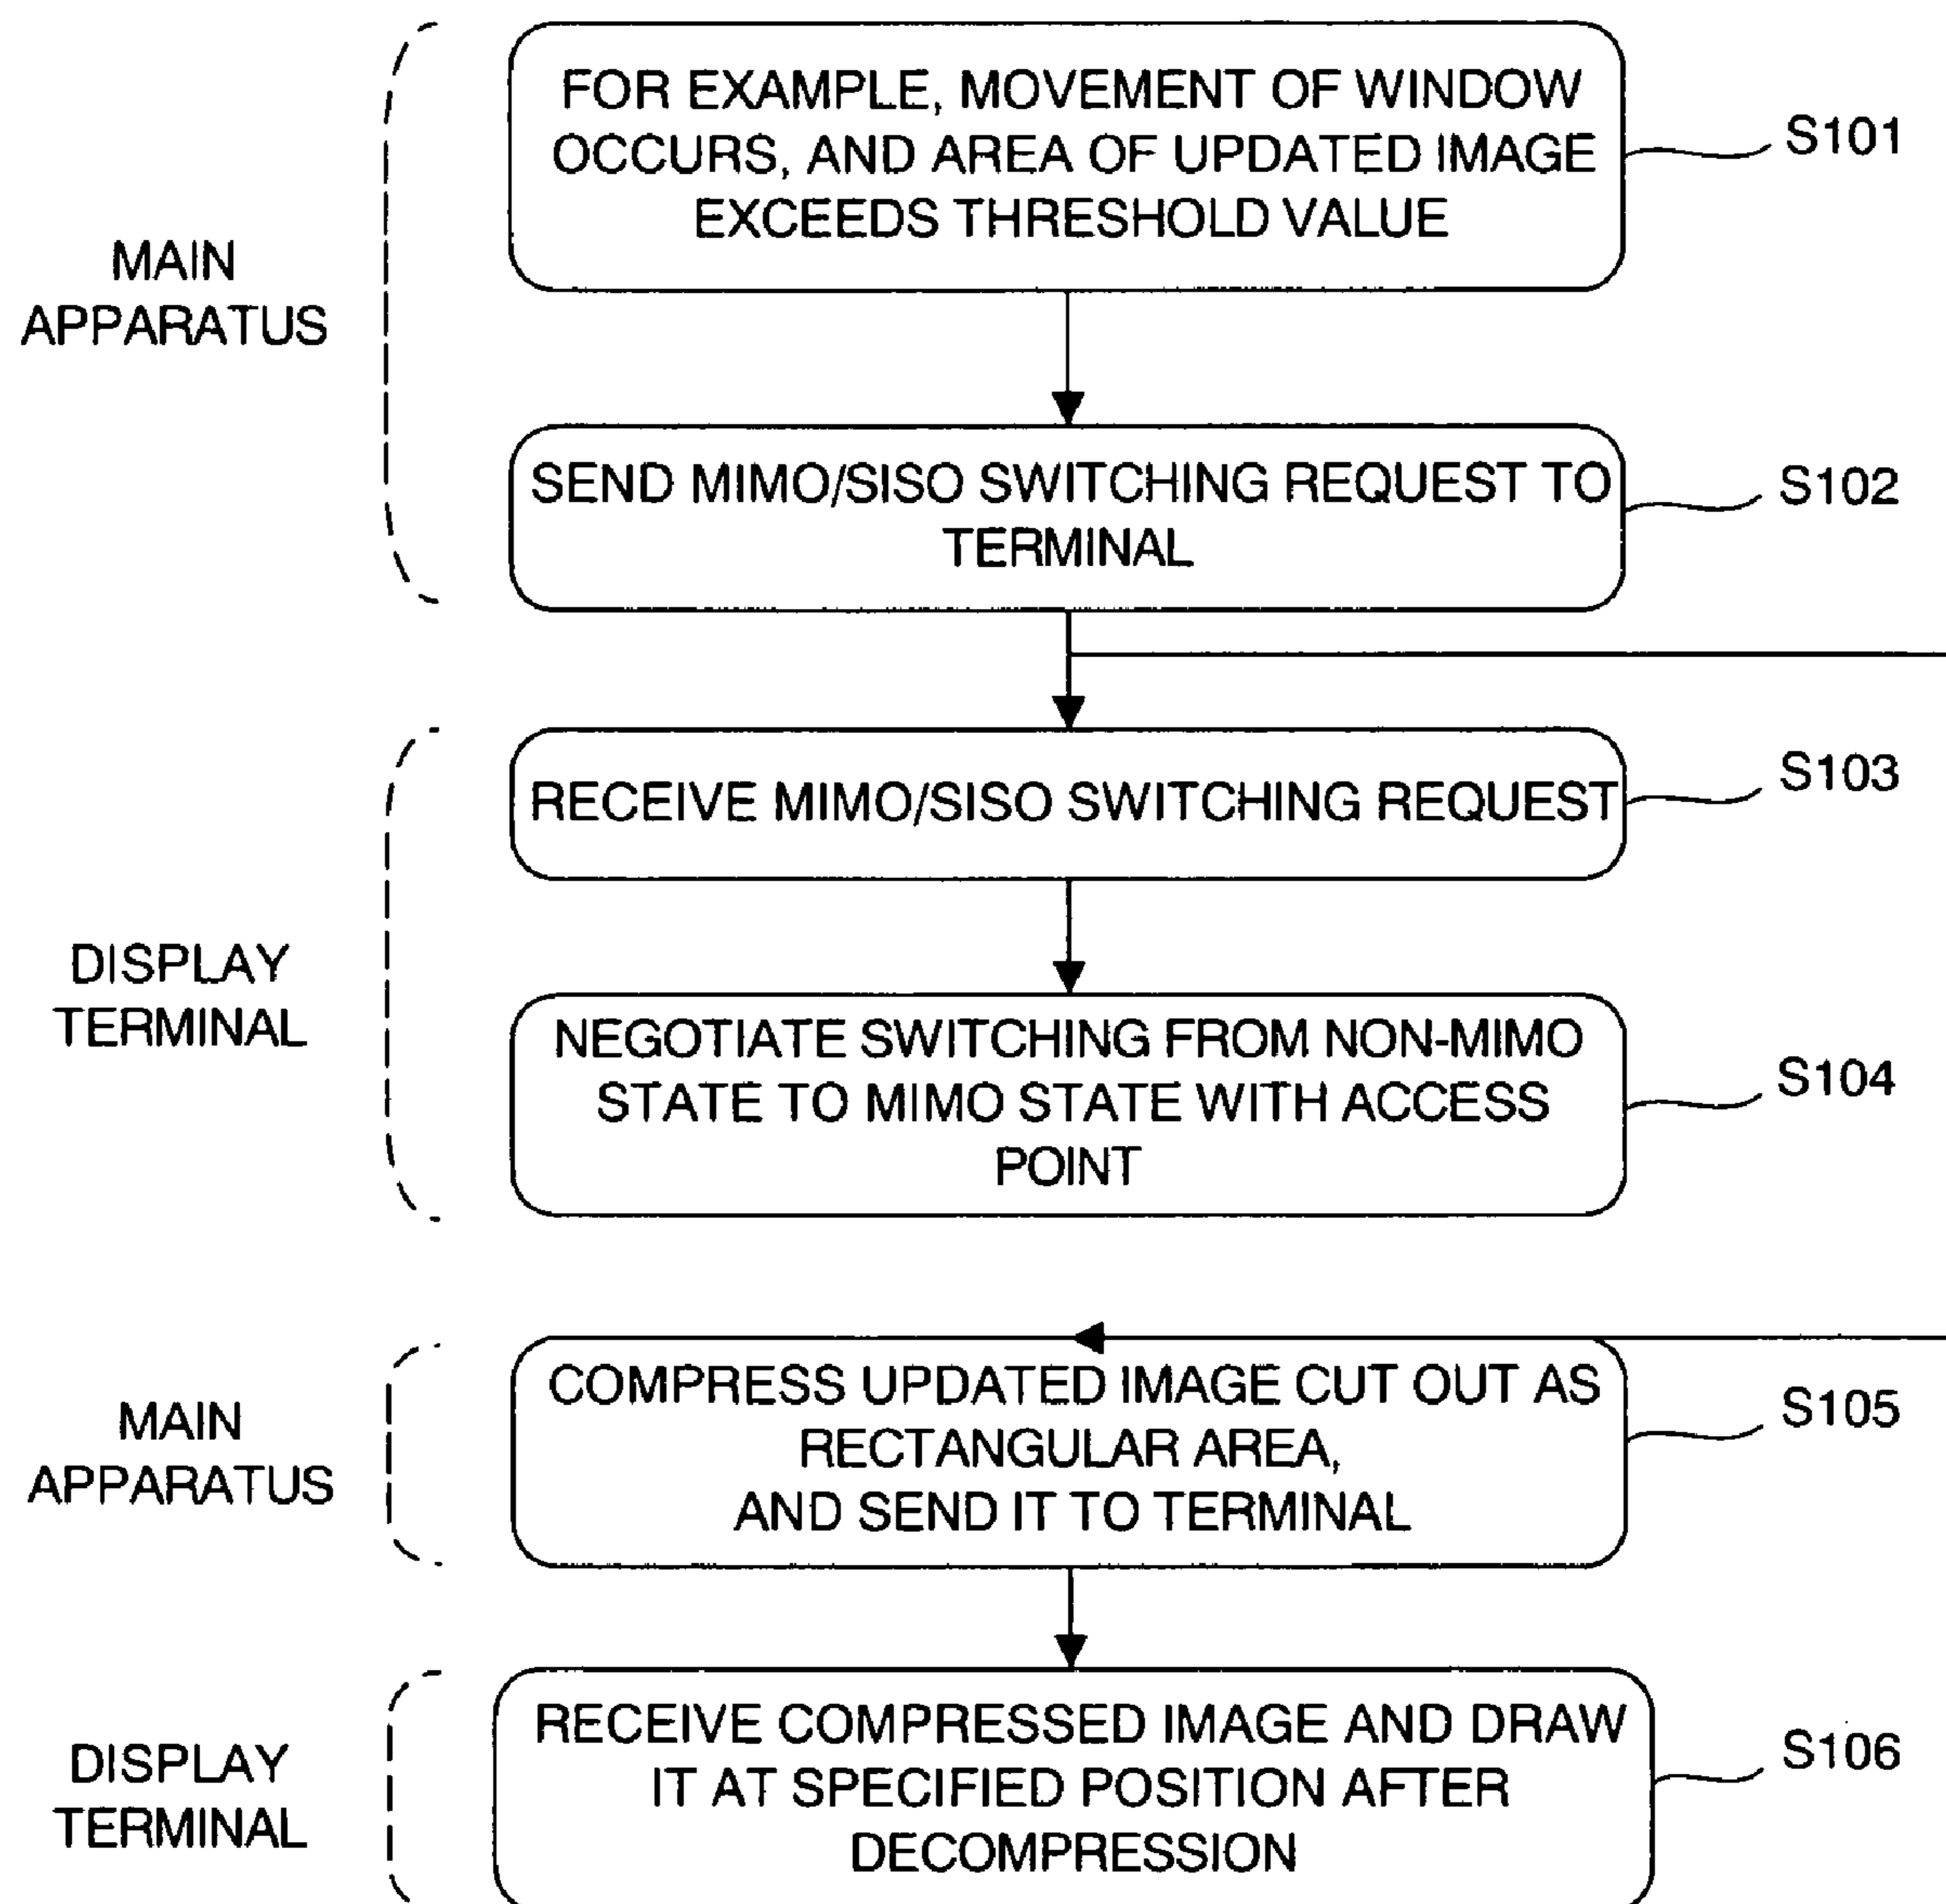 FOR EXAMPLE, MOVEMENT OF WINDOW
OCCURS, AND AREA OF UPDATED IMAGE
EXCEEDS THRESHOLD VALUE
S101
MAIN
APPARATUS
SEND MIMO/SISO SWITCHING REQUEST TO
TERMINAL
S102
RECEIVE MIMO/SISO SWITCHING REQUEST
S103
DISPLAY
TERMINAL
NEGOTIATE SWITCHING FROM NON-MIMO
STATE TO MIMO STATE WITH ACCESS
POINT
S104
MAIN
APPARATUS
COMPRESS UPDATED IMAGE CUT OUT AS
RECTANGULAR AREA,
AND SEND IT TO TERMINAL
S105
DISPLAY
TERMINAL
RECEIVE COMPRESSED IMAGE AND DRAW
IT AT SPECIFIED POSITION AFTER
DECOMPRESSION
S106